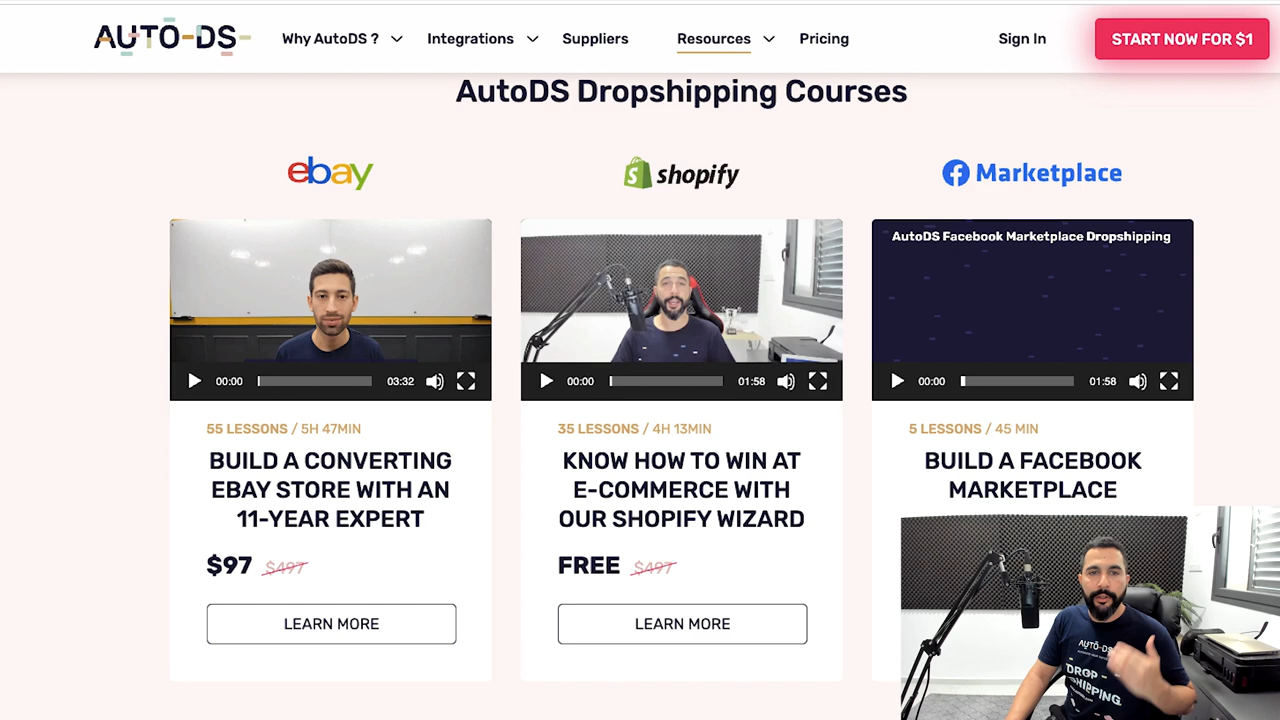 AUTO-DS
Why AutoDS ?
Integrations
Suppliers
Resources
Pricing
Sign In
START NOW FOR $1
AutoDS Dropshipping Courses
ebay
shopify
Marketplace
AutoDS Facebook Marketplace Dropshipping
00:00
03:32
00:00
01:58
00:00
01:58
55 LESSONS / 5H 47MIN
BUILD A CONVERTING
EBAY STORE WITH AN
11-YEAR EXPERT
$97 $497
LEARN MORE
35 LESSONS / 4H 13MIN
KNOW HOW TO WIN AT
E-COMMERCE WITH
OUR SHOPIFY WIZARD
FREE $497
LEARN MORE
5 LESSONS / 45 MIN
BUILD A FACEBOOK
MARKETPLACE
AUTO-DS
DROP
SHIPPING